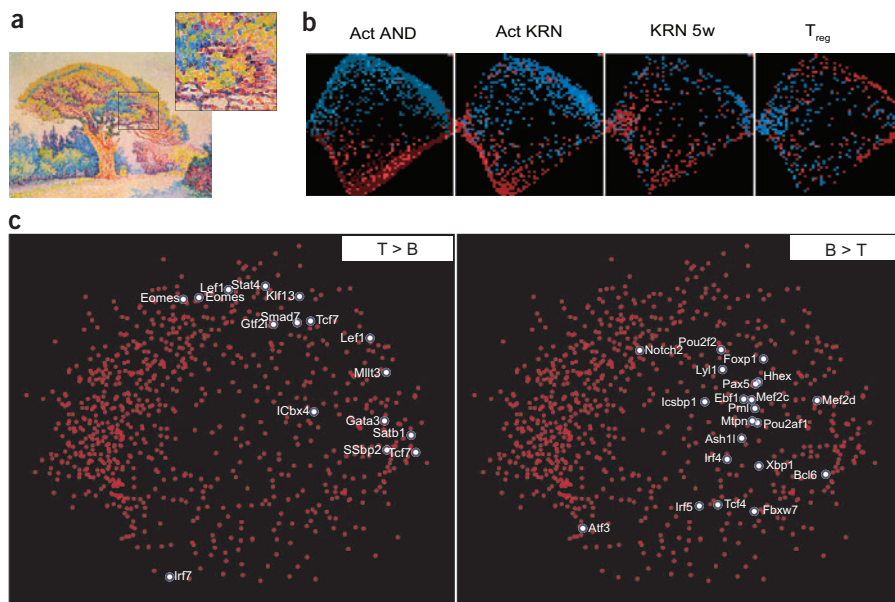 a
b
Act AND
Act KRN
KRN 5w
Treg
c
T > B
Lef1
Stat4
Eomes
Eomes
Klf13
Smad7
Tcf7
Gtf2I
Lef1
Mllt3
ICbx4
Gata3
Satb1
SSbp2
Tcf7
Irf7
B > T
Pou2f2
Notch2
Foxp1
Lyl1
Hhex
Pax5
Icsbp1
Ebf1
Mef2c
Mef2d
Pml
Mtpn
Pou2af1
Ash1l
Irf4
Xbp1
Bcl6
Irf5
Tcf4
Fbxw7
Atf3